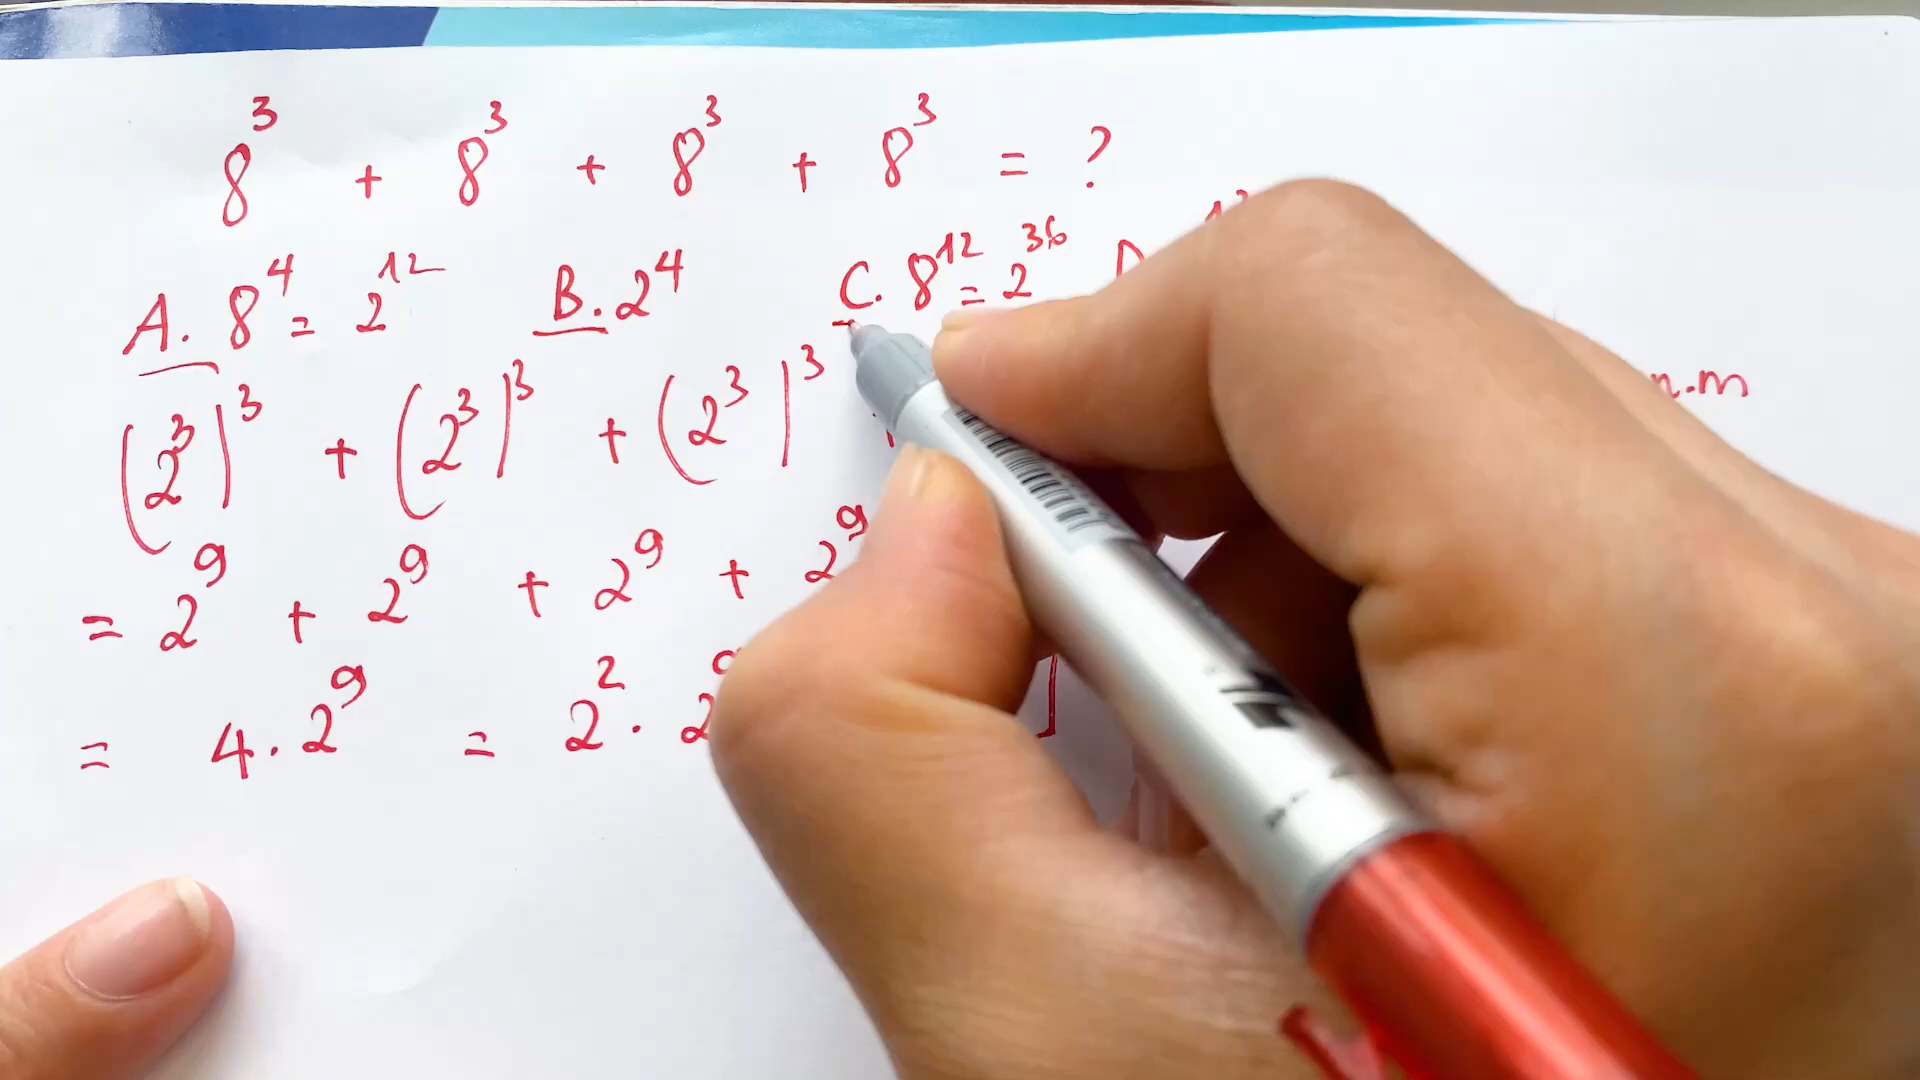 8³ + 8³ + 8³ + 8³ = ?
A. 8⁴ = 2¹² B. 2⁴ C. 8¹² = 2³⁶
(2³)³ + (2³)³ + (2³)³ n.m
= 2⁹ + 2⁹ + 2⁹ + 2⁹
= 4 . 2⁹ = 2² . 2 ]